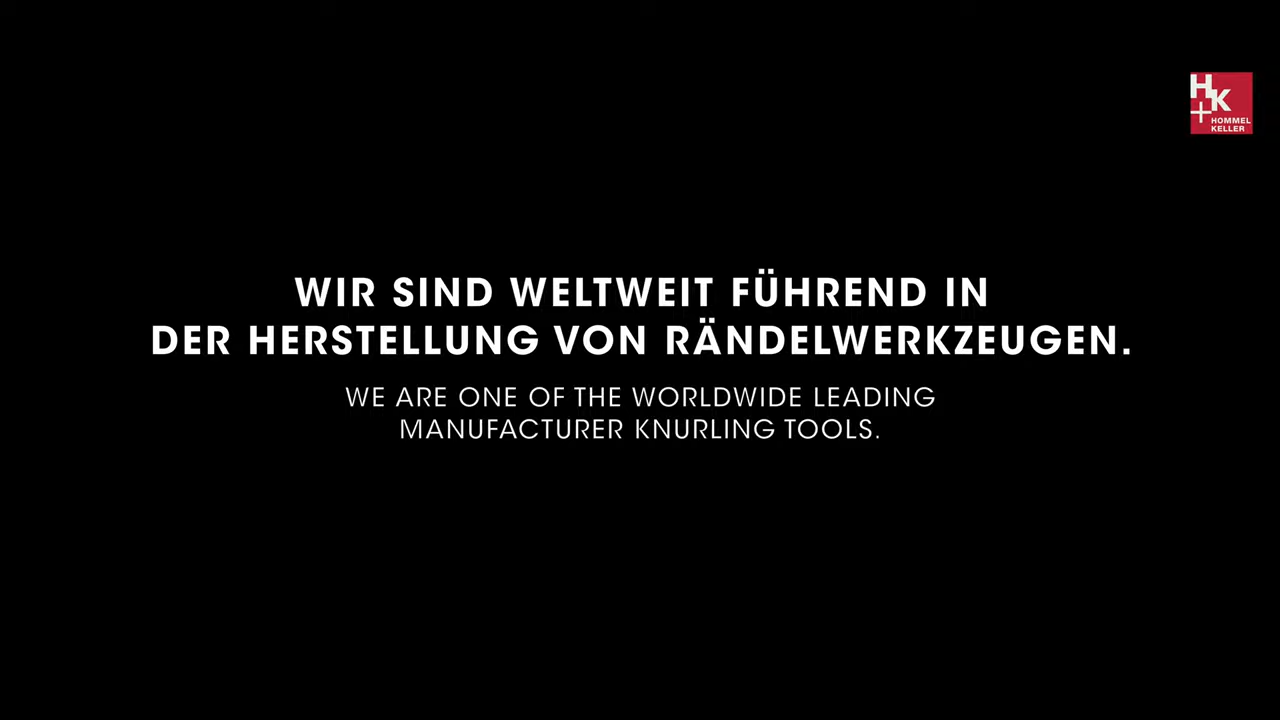 H
+K
HOMMEL
KELLER
WIR SIND WELTWEIT FÜHREND IN
DER HERSTELLUNG VON RÄNDELWERKZEUGEN.
WE ARE ONE OF THE WORLDWIDE LEADING
MANUFACTURER KNURLING TOOLS.